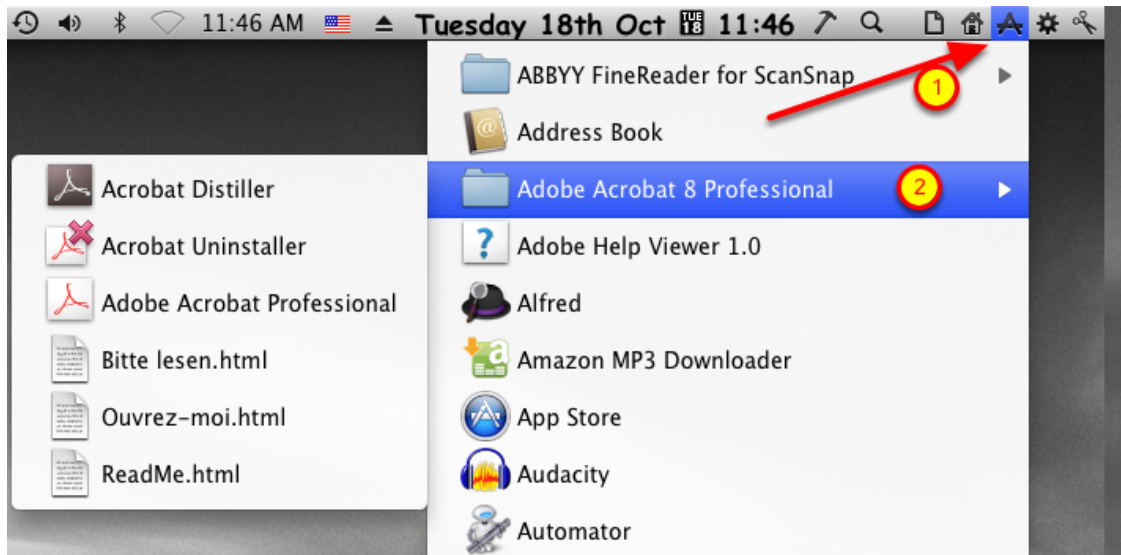 11:46 AM Tuesday 18th Oct TUE 18 11:46
ABBYY FineReader for ScanSnap
1
Address Book
Adobe Acrobat 8 Professional 2
Adobe Help Viewer 1.0
Alfred
Amazon MP3 Downloader
App Store
Audacity
Automator
Acrobat Distiller
Acrobat Uninstaller
Adobe Acrobat Professional
Bitte lesen.html
Ouvrez-moi.html
ReadMe.html